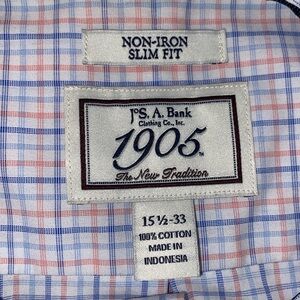 NON-IRON
SLIM FIT
JoS. A. Bank
Clothing Co., Inc.
1905
The New Tradition
15 ½-33
100% COTTON
MADE IN
INDONESIA